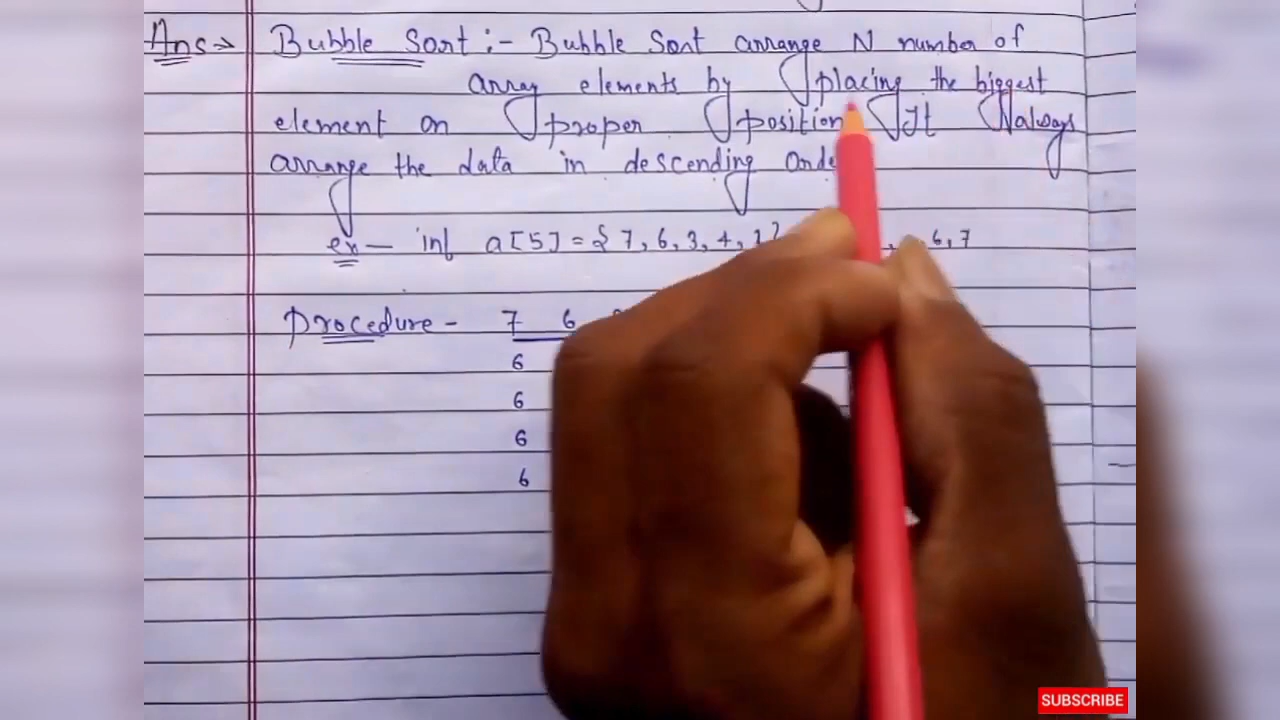 Ans→ Bubble Sort :- Bubble Sort arrange N number of
array elements by placing the biggest
element on proper position. It always
arrange the data in descending
ex— int a[5] = {7, 6, 3, 4, 1} 6, 7
Procedure - 7 6
6
6
6
6
SUBSCRIBE